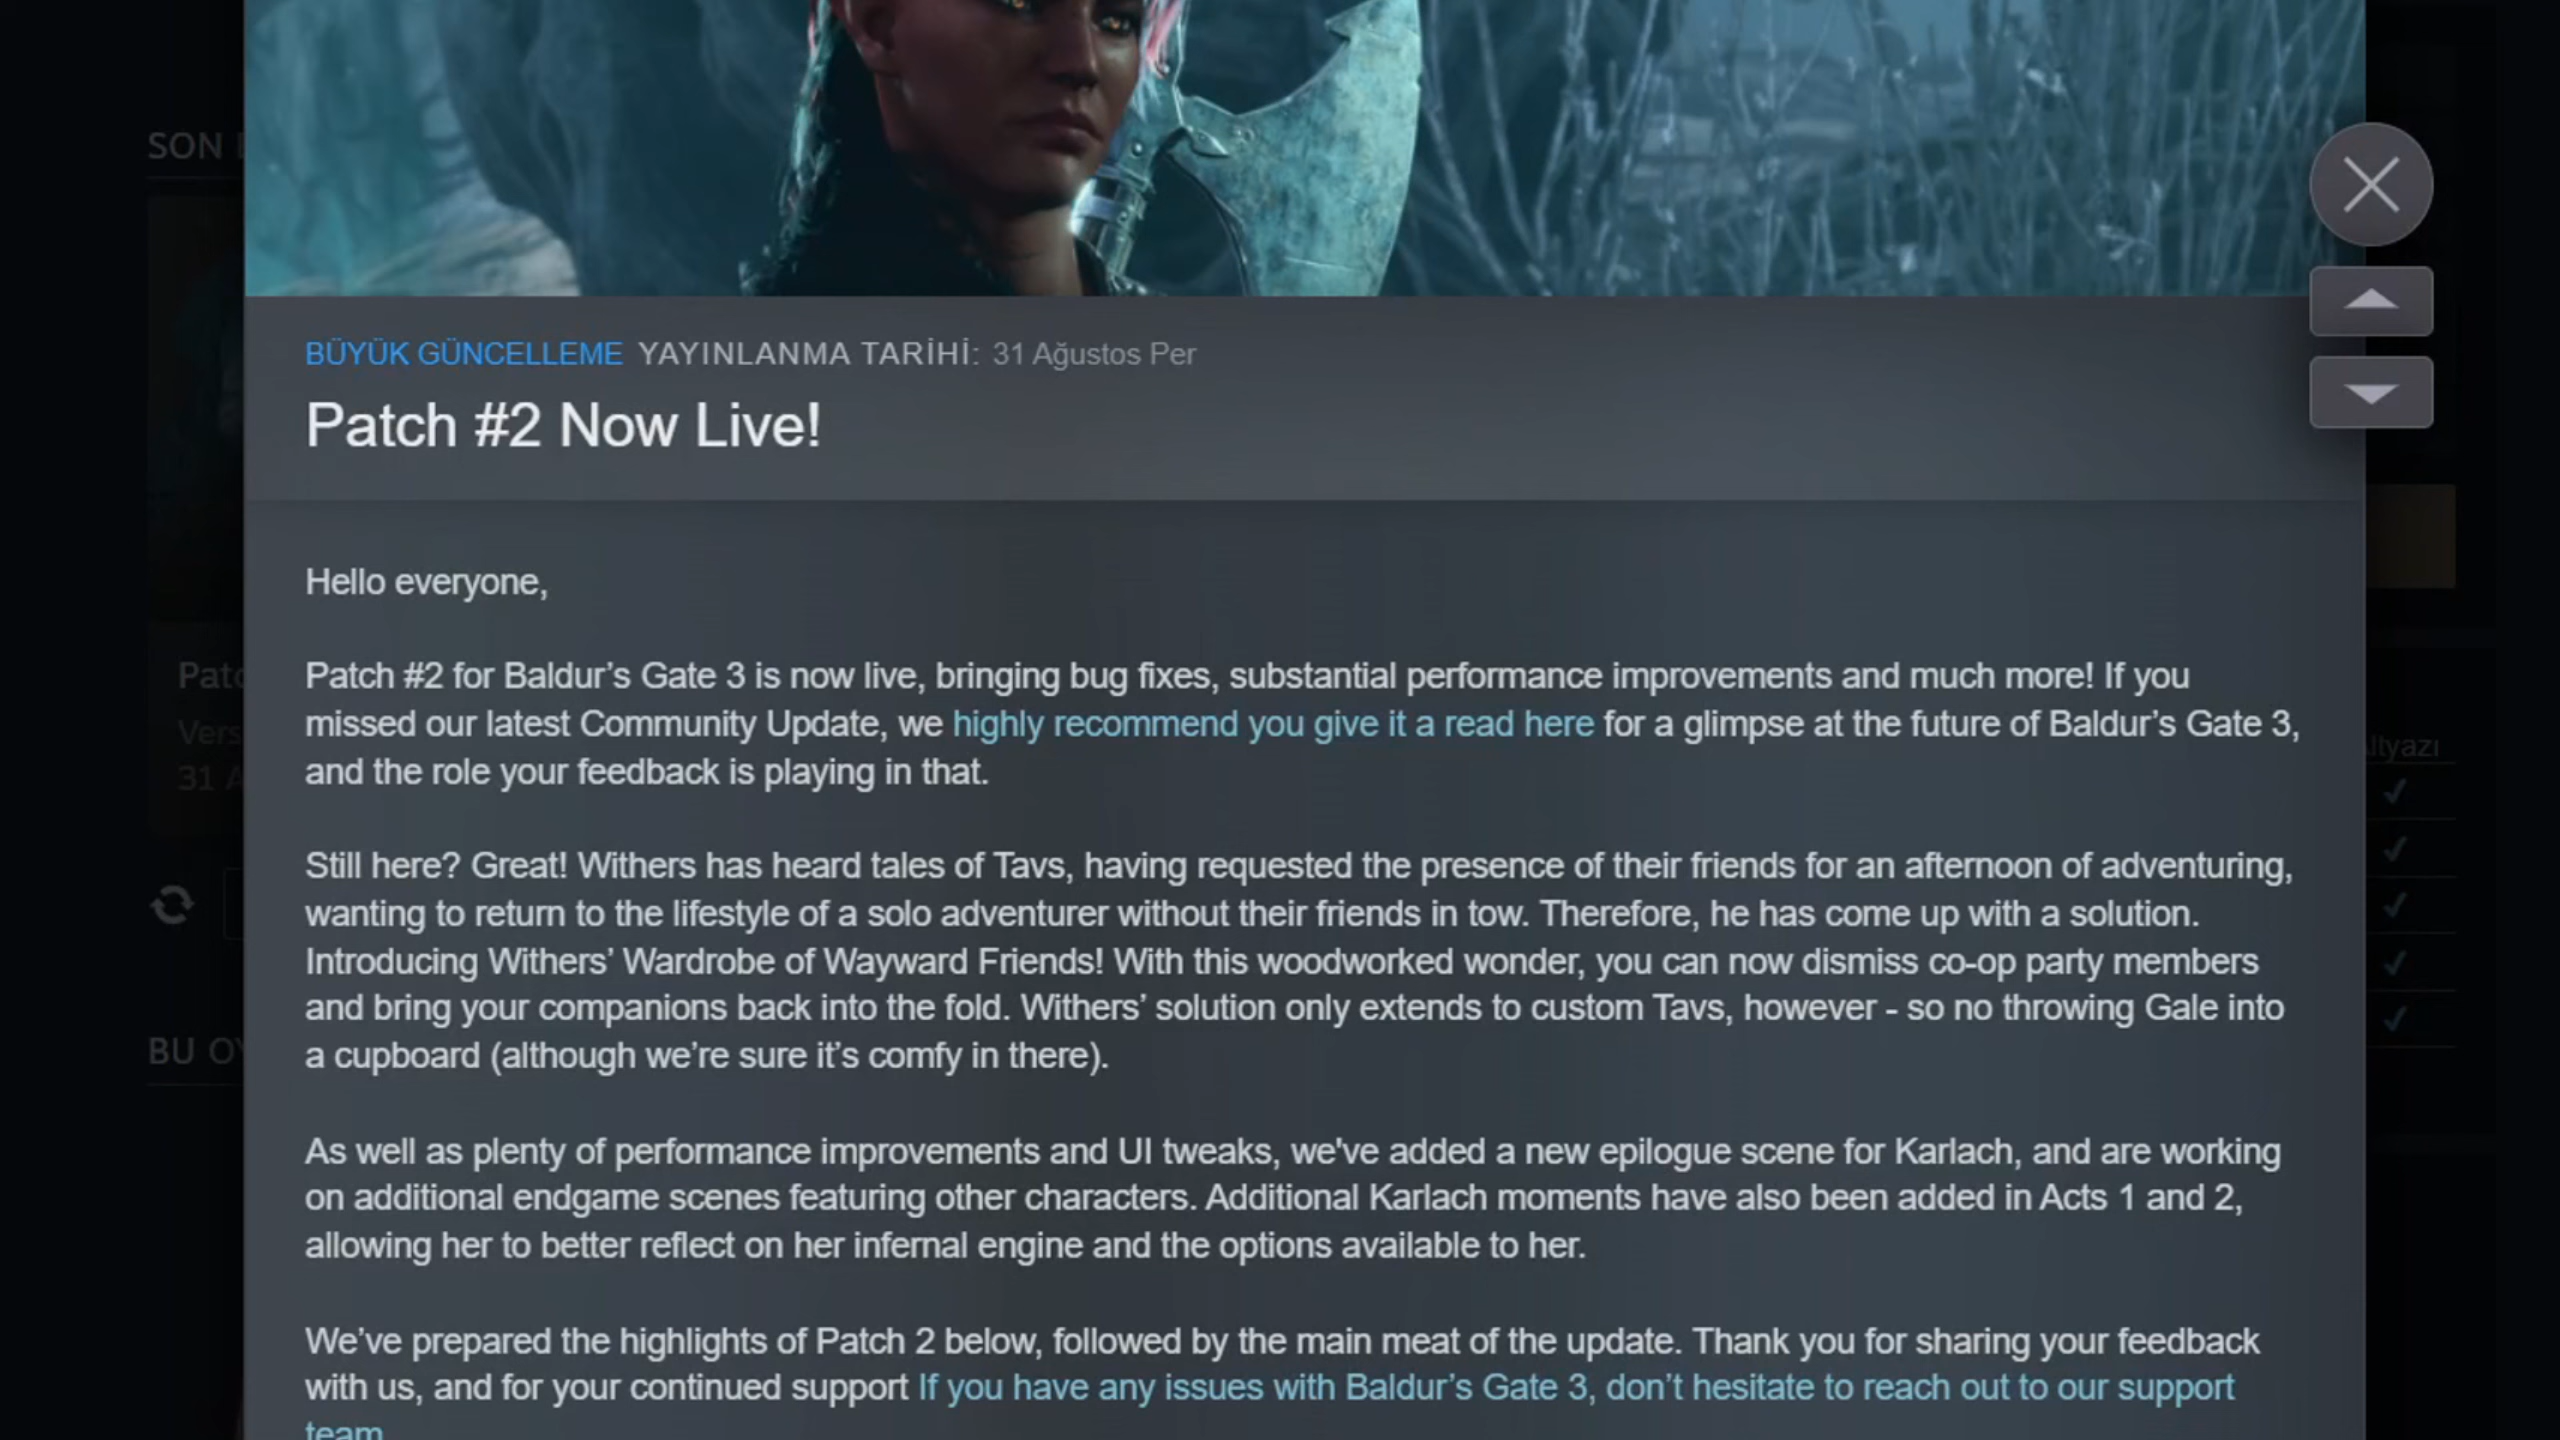 SON
BÜYÜK GÜNCELLEME YAYINLANMA TARİHİ: 31 Ağustos Per
Patch #2 Now Live!
Hello everyone,
Patch #2 for Baldur’s Gate 3 is now live, bringing bug fixes, substantial performance improvements and much more! If you
missed our latest Community Update, we highly recommend you give it a read here for a glimpse at the future of Baldur’s Gate 3,
and the role your feedback is playing in that.
Still here? Great! Withers has heard tales of Tavs, having requested the presence of their friends for an afternoon of adventuring,
wanting to return to the lifestyle of a solo adventurer without their friends in tow. Therefore, he has come up with a solution.
Introducing Withers’ Wardrobe of Wayward Friends! With this woodworked wonder, you can now dismiss co-op party members
and bring your companions back into the fold. Withers’ solution only extends to custom Tavs, however - so no throwing Gale into
a cupboard (although we’re sure it’s comfy in there).
As well as plenty of performance improvements and UI tweaks, we've added a new epilogue scene for Karlach, and are working
on additional endgame scenes featuring other characters. Additional Karlach moments have also been added in Acts 1 and 2,
allowing her to better reflect on her infernal engine and the options available to her.
We’ve prepared the highlights of Patch 2 below, followed by the main meat of the update. Thank you for sharing your feedback
with us, and for your continued support If you have any issues with Baldur’s Gate 3, don’t hesitate to reach out to our support
team
Patc
Vers
31 A
BU OY
ltyazı